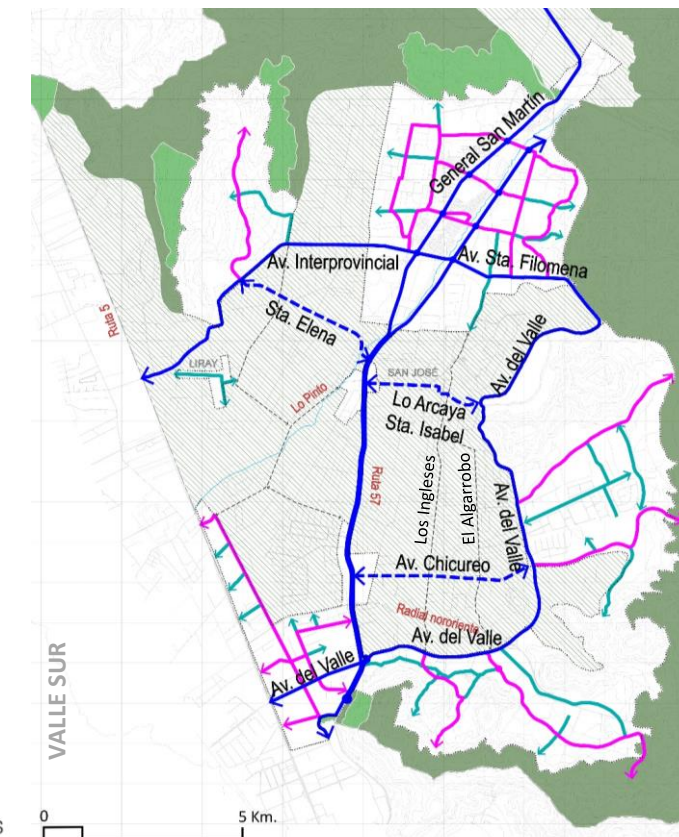 General San Martín
Av. Interprovincial
Av. Sta. Filomena
Ruta 5
Sta. Elena
Av. del Valle
LIRAY
SAN JOSÉ
Lo Pinto
Lo Arcaya
Sta. Isabel
Ruta 57
Los Ingleses
El Algarrobo
Av. del Valle
Av. Chicureo
Radial nororiente
Av. del Valle
Av. del Valle
VALLE SUR
s
0
5 Km.